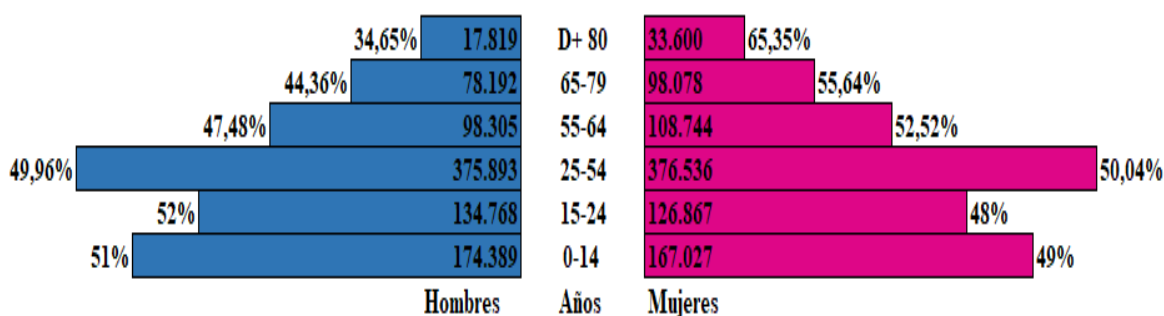 34,65% 17.819 D+ 80 33.600 65,35%
44,36% 78.192 65-79 98.078 55,64%
47,48% 98.305 55-64 108.744 52,52%
49,96% 375.893 25-54 376.536 50,04%
52% 134.768 15-24 126.867 48%
51% 174.389 0-14 167.027 49%
Hombres Años Mujeres